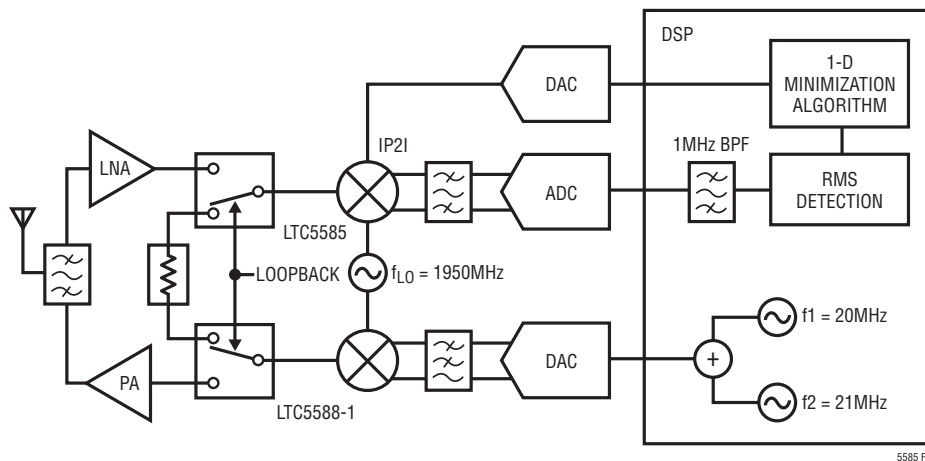 DSP
DAC
1-D
MINIMIZATION
ALGORITHM
LNA
IP2I
1MHz BPF
ADC
RMS
DETECTION
LTC5585
LOOPBACK
fLO = 1950MHz
f1 = 20MHz
PA
DAC
+
LTC5588-1
f2 = 21MHz
5585 F